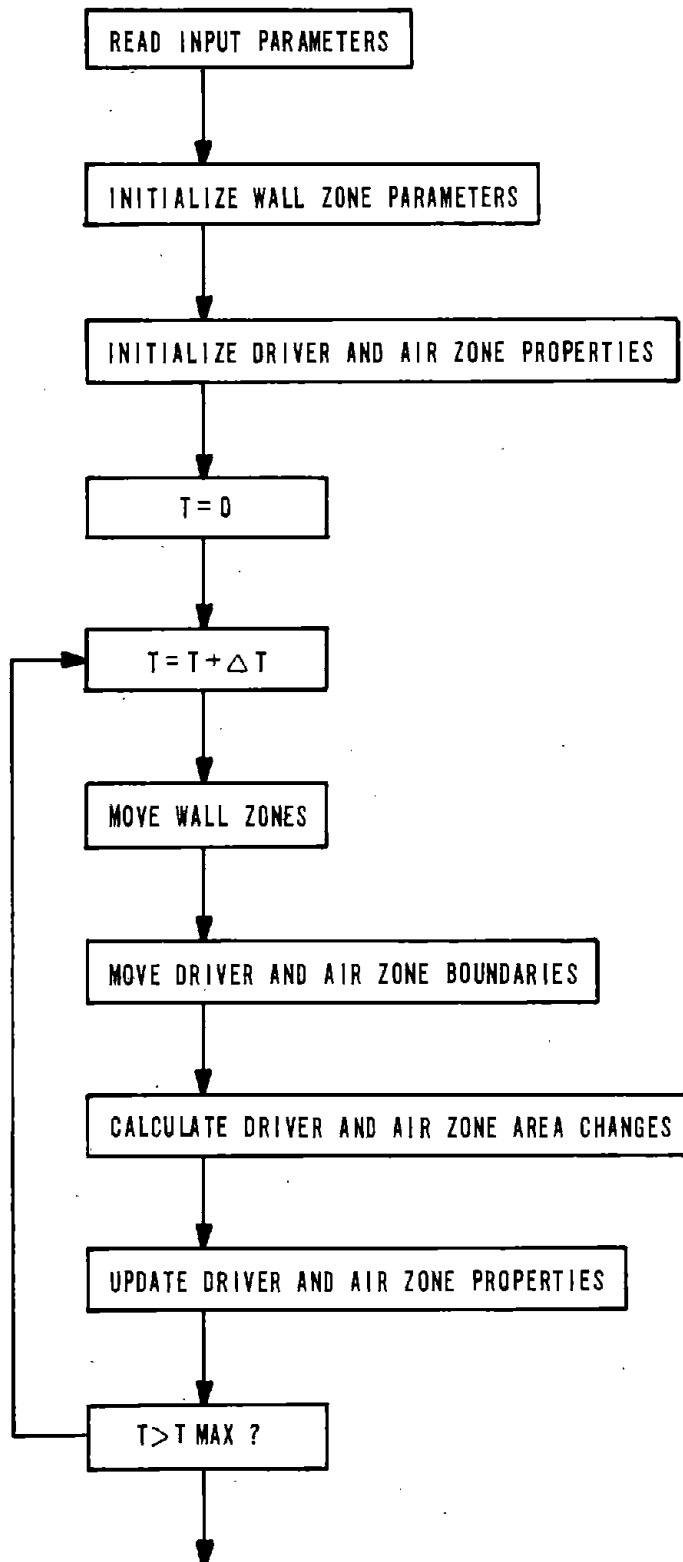 READ INPUT PARAMETERS
INITIALIZE WALL ZONE PARAMETERS
INITIALIZE DRIVER AND AIR ZONE PROPERTIES
T=0
T=T+△T
MOVE WALL ZONES
MOVE DRIVER AND AIR ZONE BOUNDARIES
CALCULATE DRIVER AND AIR ZONE AREA CHANGES
UPDATE DRIVER AND AIR ZONE PROPERTIES
T>T MAX ?